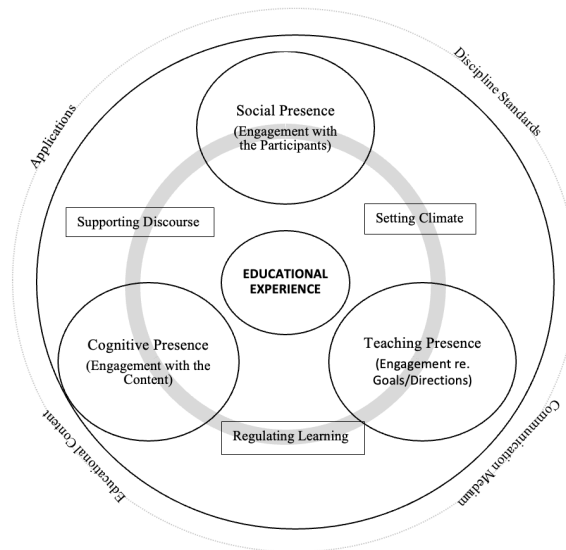 Applications
Discipline Standards
Social Presence
(Engagement with
the Participants)
Supporting Discourse
Setting Climate
EDUCATIONAL
EXPERIENCE
Cognitive Presence
(Engagement with the
Content)
Teaching Presence
(Engagement re.
Goals/Directions)
Regulating Learning
Educational Content
Communication Medium